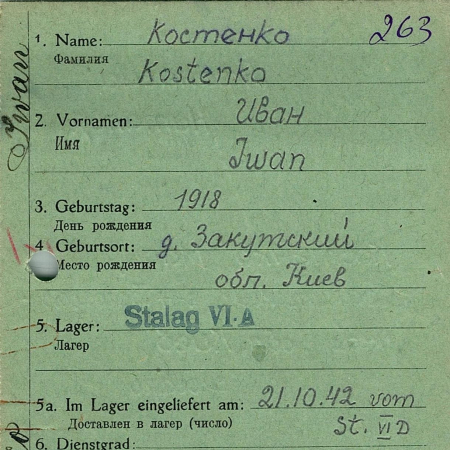 263
1. Name: Костенко
Фамилия
Kostenko
2. Vornamen: Иван
Имя
Iwan
3. Geburtstag: 1918
День рождения
4 Geburtsort: д. Закутский
Место рождения
обл. Киев
5. Lager: Stalag VI-A
Лагер
5a. Im Lager eingeliefert am: 21.10.42 vom
Доставлен в лагер (число) St. VI D
6. Dienstgrad:
Iwan